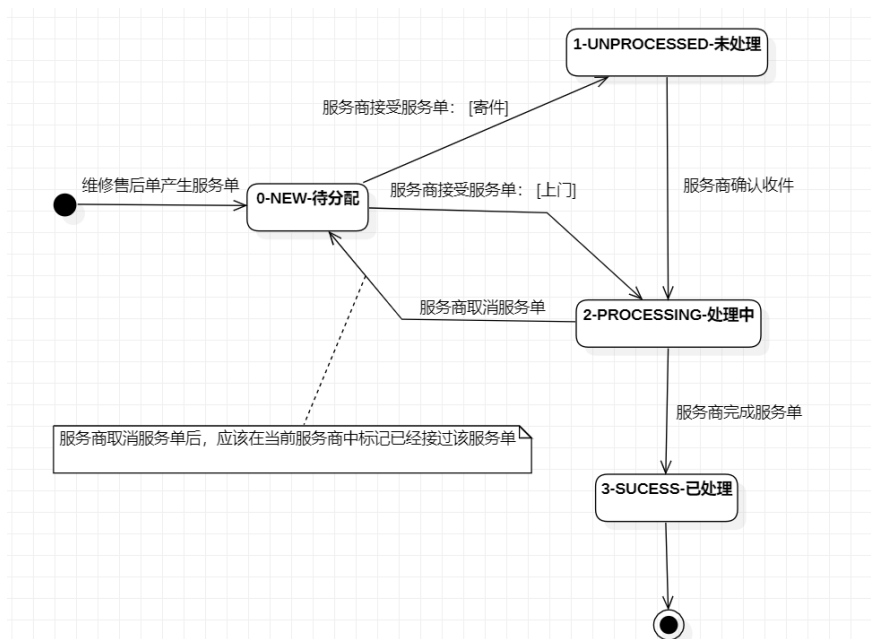 1-UNPROCESSED-未处理
服务商接受服务单： [寄件]
维修售后单产生服务单
0-NEW-待分配
服务商接受服务单： [上门]
服务商确认收件
服务商取消服务单
2-PROCESSING-处理中
服务商完成服务单
服务商取消服务单后，应该在当前服务商中标记已经接过该服务单
3-SUCESS-已处理